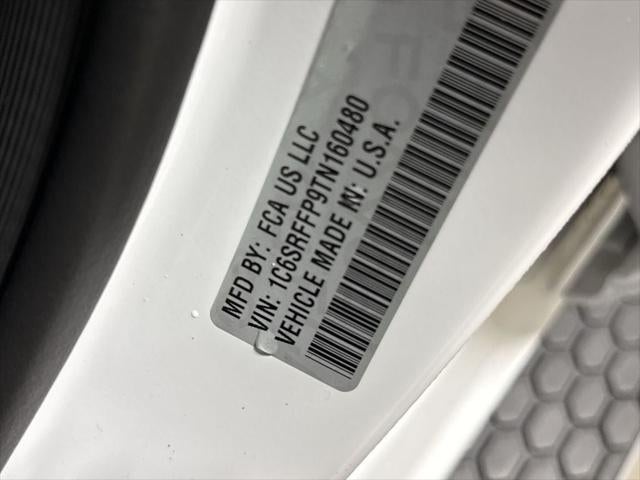 MFD BY: FCA US LLC
VIN: 1C6SRFFP9TN160480
VEHICLE MADE IN: U.S.A.